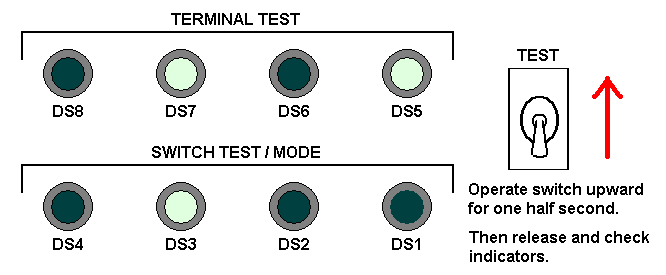 TERMINAL TEST
DS8 DS7 DS6 DS5
SWITCH TEST / MODE
DS4 DS3 DS2 DS1
TEST
Operate switch upward
for one half second.
Then release and check
indicators.